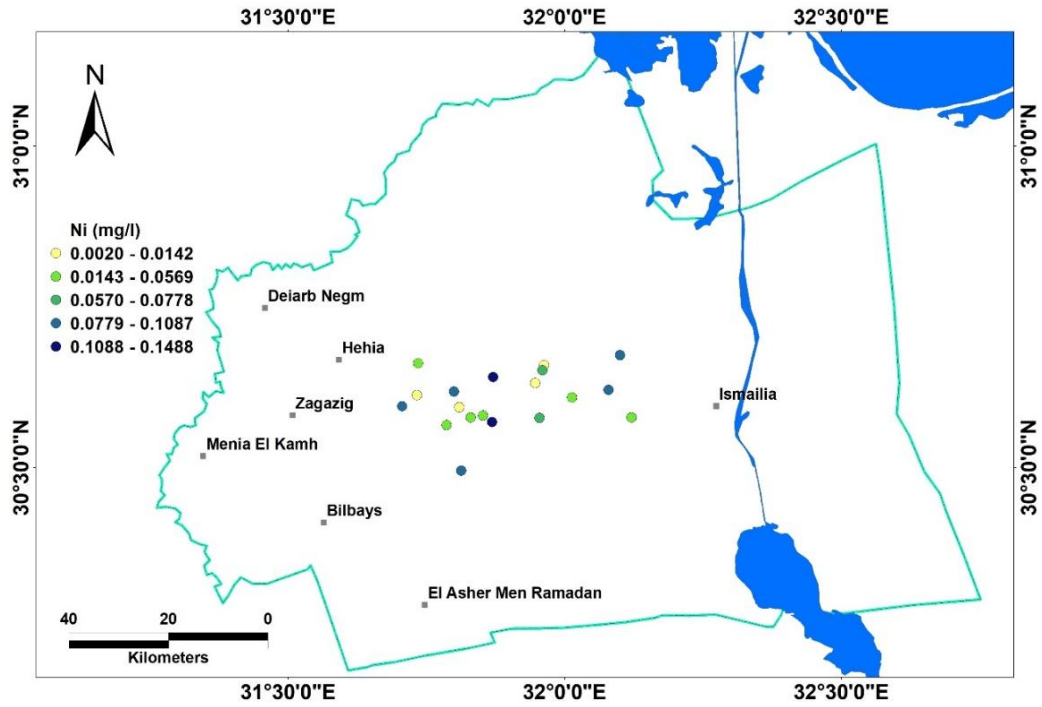 31°30'0"E 32°0'0"E 32°30'0"E
N
31°0'0"N
31°0'0"N
Ni (mg/l)
0.0020 - 0.0142
0.0143 - 0.0569
0.0570 - 0.0778
0.0779 - 0.1087
0.1088 - 0.1488
Deiarb Negm
Hehia
Zagazig
Ismailia
Menia El Kamh
30°30'0"N
30°30'0"N
Bilbays
El Asher Men Ramadan
40 20 0
Kilometers
31°30'0"E 32°0'0"E 32°30'0"E